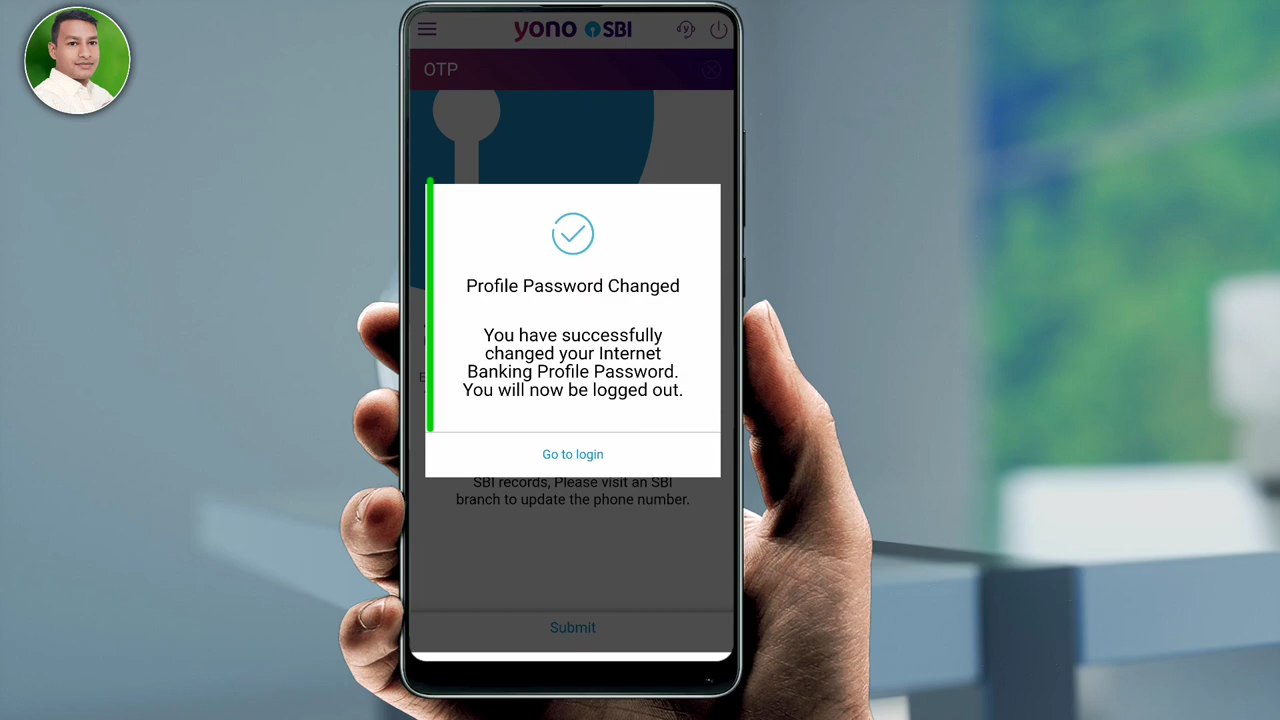 yono SBI
OTP
Profile Password Changed
You have successfully
changed your Internet
Banking Profile Password.
You will now be logged out.
Go to login
SBI records, Please visit an SBI
branch to update the phone number.
Submit